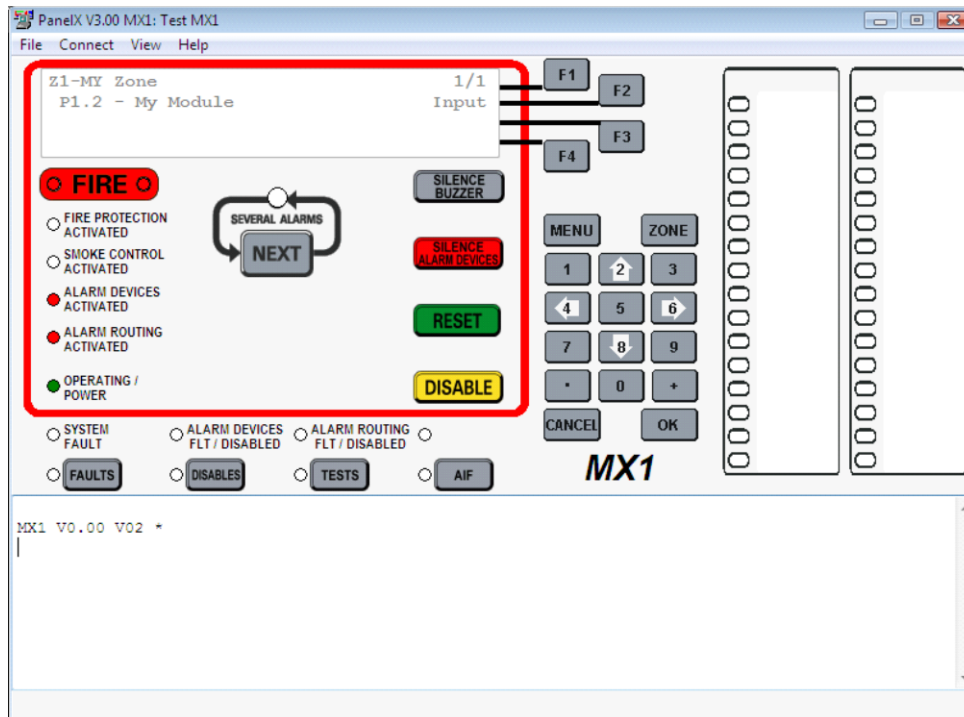 PanelX V3.00 MX1: Test MX1
File Connect View Help
Z1-MY Zone 1/1
P1.2 - My Module Input
F1
F2
F3
F4
FIRE
SILENCE
BUZZER
FIRE PROTECTION
ACTIVATED
SEVERAL ALARMS
NEXT
SMOKE CONTROL
ACTIVATED
SILENCE
ALARM DEVICES
ALARM DEVICES
ACTIVATED
ALARM ROUTING
ACTIVATED
RESET
OPERATING /
POWER
DISABLE
MENU ZONE
1 2 3
4 5 6
7 8 9
· 0 +
CANCEL OK
SYSTEM
FAULT
ALARM DEVICES
FLT / DISABLED
ALARM ROUTING
FLT / DISABLED
FAULTS DISABLES TESTS AIF
MX1
MX1 V0.00 V02 *